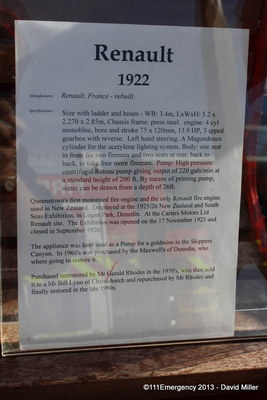 Renault
1922
Manufacturer Renault, France - rebuilt
Specifications Size with ladder and hoses - WB: 3.4m, LxWxH: 5.2 x
2.270 x 2.85m, Chassis frame: press steel. engine: 4 cyl
monobloc, bore and stroke 75 x 120mm, 13.9 HP, 3 speed
gearbox with reverse. Left hand steering. A Magondeaux
cylinder for the acetylene lighting system. Body: one seat
in front for two firemen and two seats at rear, back to
back, to take four men. Pump: High pressure
centrifugal Rateau pump giving output of 220 gals/min at
a standard height of 200 ft. By means of priming pump,
water can be drawn from a depth of 26ft.
Queenstown's first motorised fire engine and the only Renault fire engine
used in New Zealand. Displayed at the 1925/26 New Zealand and South
Seas Exhibition, in Logan Park, Dunedin. At the Carters Motors Ltd
Renault site. The Exhibition was opened on the 17 November 1925 and
closed in September 1926.
The appliance was later used as a Pump for a goldmine in the Skippers
Canyon. In 1960's was purchased by the Maxwell's of Dunedin, who
where going to restore it.
Purchased unrestored by Mr Gerald Rhodes in the 1970's, who then sold
it to a Mr Bill Lynn of Christchurch and repurchased by Mr Rhodes and
finally restored in the late 1990s.
©111Emergency 2013 - David Miller